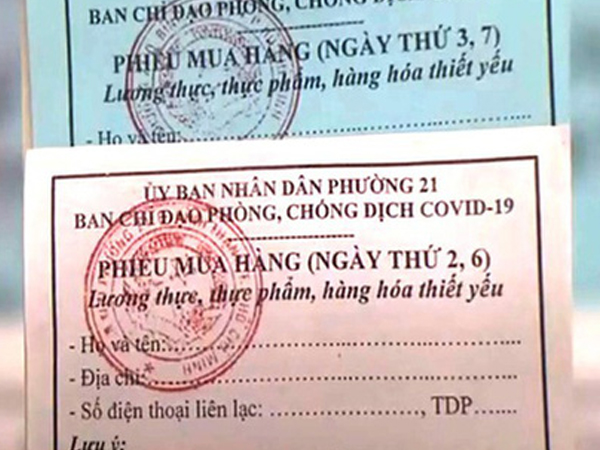 BAN CHỈ ĐẠO PHÒNG, CHỐNG DỊCH
PHIẾU MUA HÀNG (NGÀY THỨ 3, 7)
Lương thực, thực phẩm, hàng hóa thiết yếu
- Họ và tên:
ỦY BAN NHÂN DÂN PHƯỜNG 21
BAN CHỈ ĐẠO PHÒNG, CHỐNG DỊCH COVID-19
PHIẾU MUA HÀNG (NGÀY THỨ 2, 6)
Lương thực, thực phẩm, hàng hóa thiết yếu
- Họ và tên:.......................................................
- Địa chỉ:..........................................................
- Số điện thoại liên lạc: ........................, TDP.......
Lưu ý: